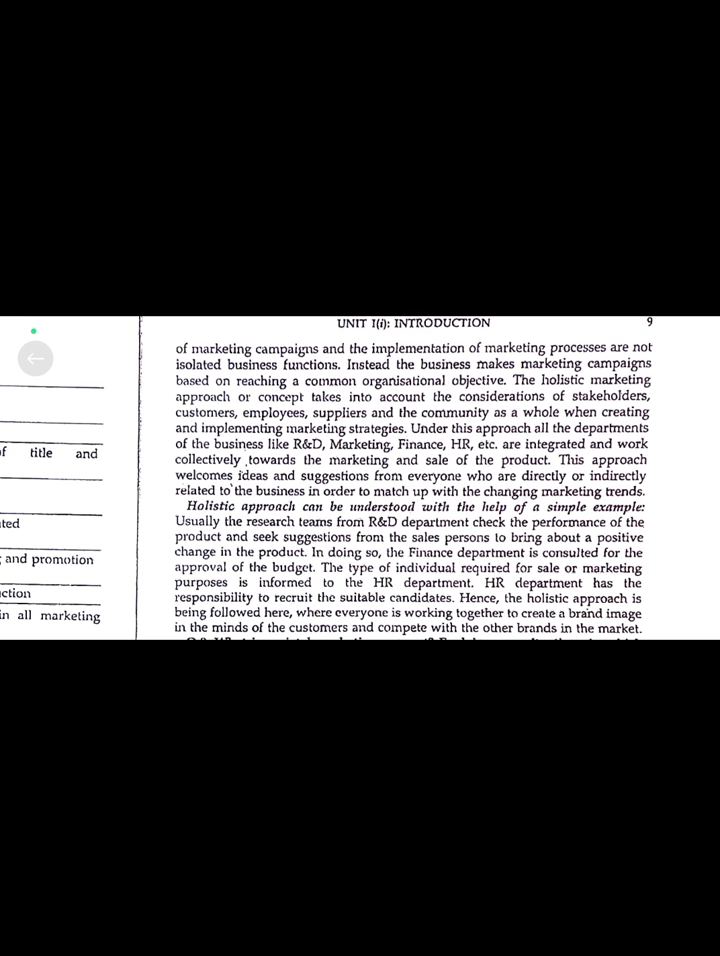 UNIT I(i): INTRODUCTION 9
of title and
ted
and promotion
ction
in all marketing
of marketing campaigns and the implementation of marketing processes are not
isolated business functions. Instead the business makes marketing campaigns
based on reaching a common organisational objective. The holistic marketing
approach or concept takes into account the considerations of stakeholders,
customers, employees, suppliers and the community as a whole when creating
and implementing marketing strategies. Under this approach all the departments
of the business like R&D, Marketing, Finance, HR, etc. are integrated and work
collectively towards the marketing and sale of the product. This approach
welcomes ideas and suggestions from everyone who are directly or indirectly
related to the business in order to match up with the changing marketing trends.
Holistic approach can be understood with the help of a simple example:
Usually the research teams from R&D department check the performance of the
product and seek suggestions from the sales persons to bring about a positive
change in the product. In doing so, the Finance department is consulted for the
approval of the budget. The type of individual required for sale or marketing
purposes is informed to the HR department. HR department has the
responsibility to recruit the suitable candidates. Hence, the holistic approach is
being followed here, where everyone is working together to create a brand image
in the minds of the customers and compete with the other brands in the market.